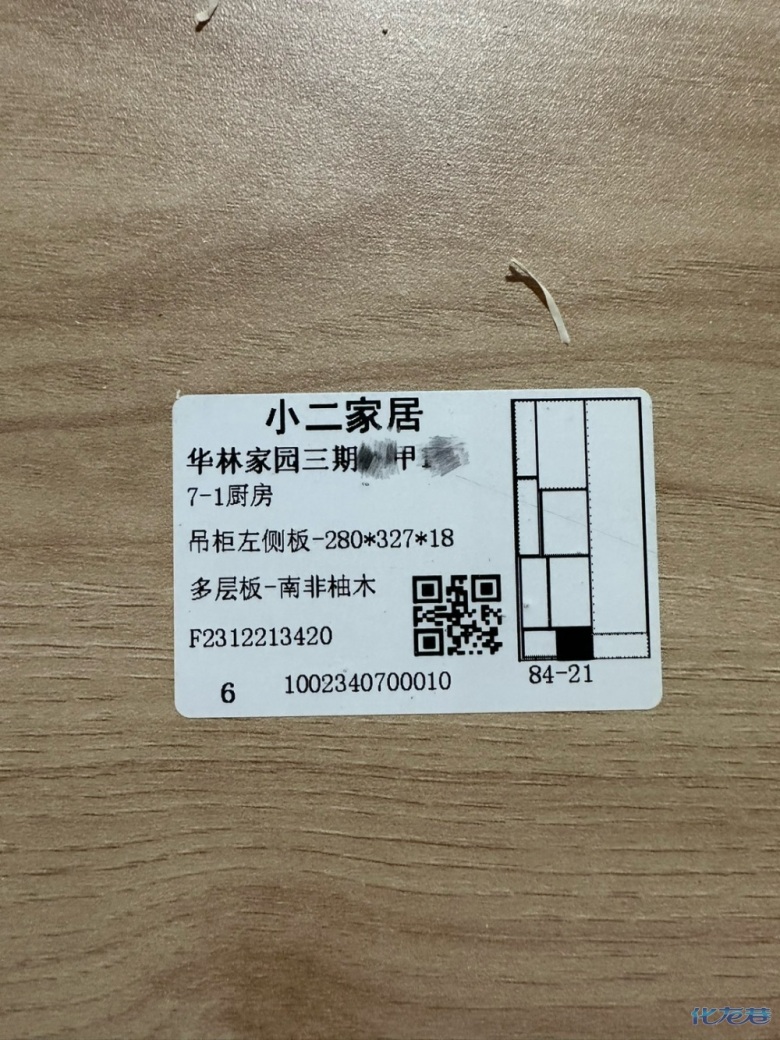 小二家居
华林家园三期 甲
7-1厨房
吊柜左侧板-280*327*18
多层板-南非柚木
F2312213420
6 1002340700010
84-21
化龙巷